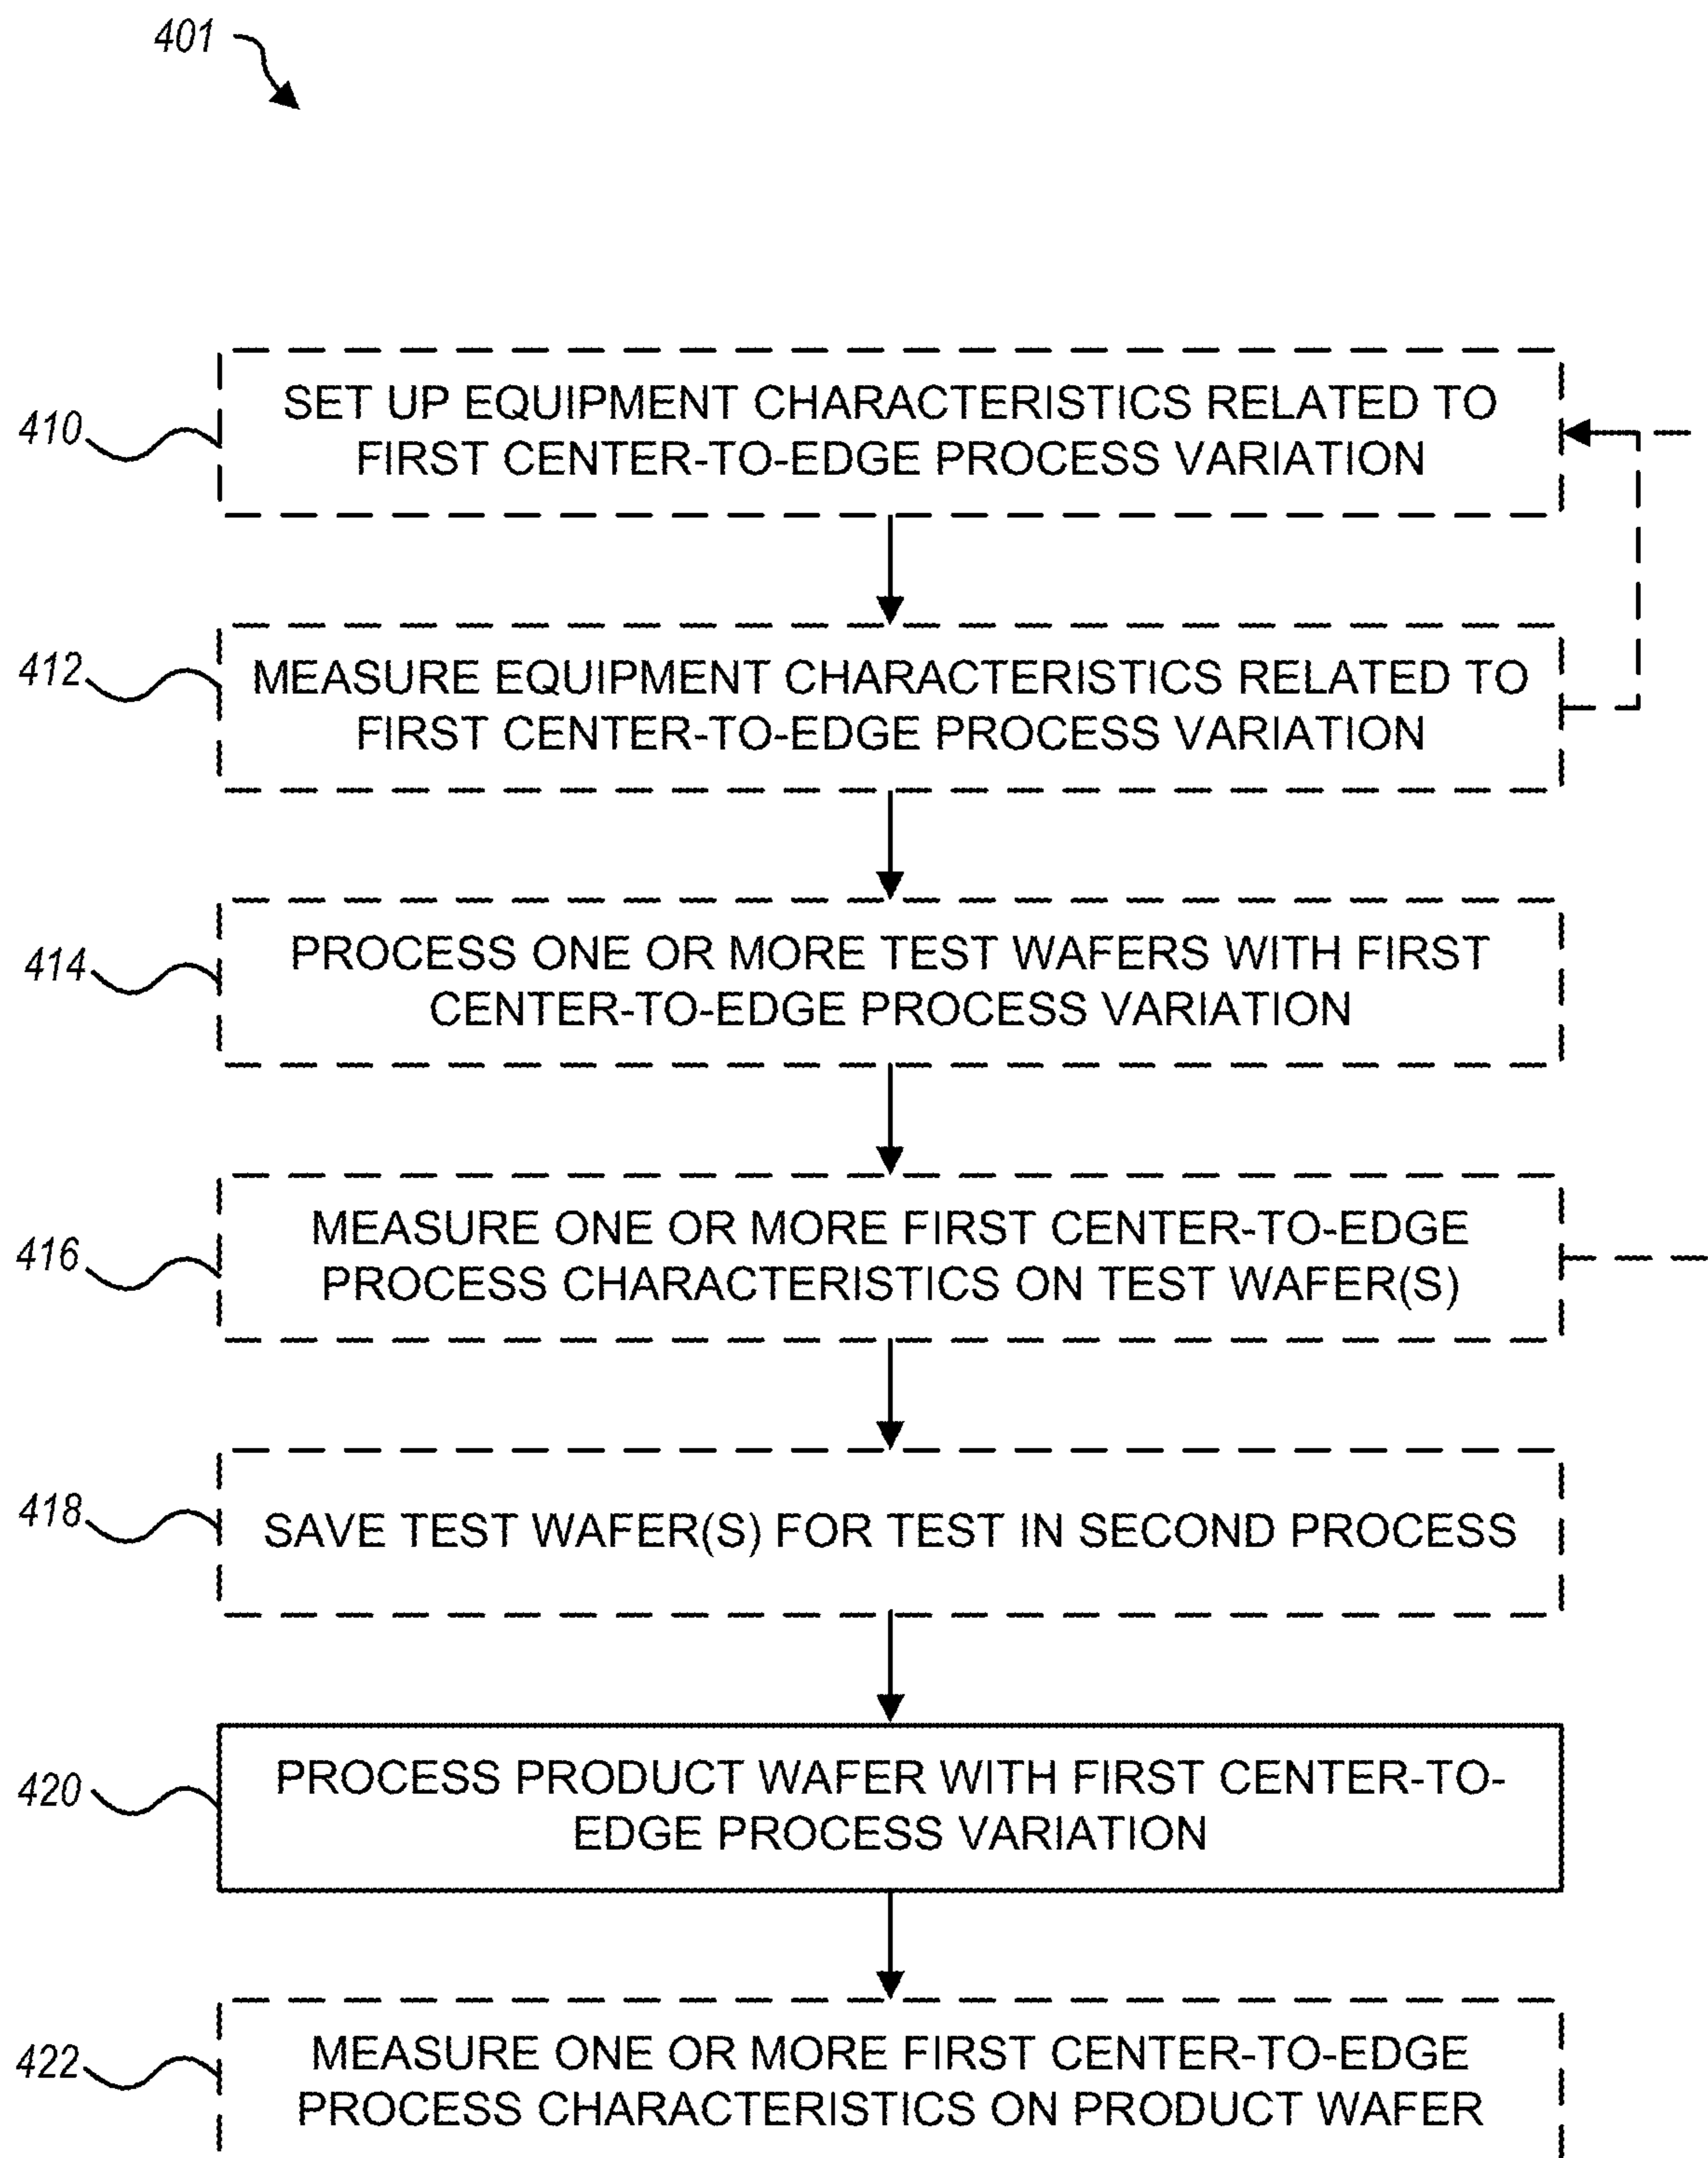 401
410
SET UP EQUIPMENT CHARACTERISTICS RELATED TO
FIRST CENTER-TO-EDGE PROCESS VARIATION
412
MEASURE EQUIPMENT CHARACTERISTICS RELATED TO
FIRST CENTER-TO-EDGE PROCESS VARIATION
414
PROCESS ONE OR MORE TEST WAFERS WITH FIRST
CENTER-TO-EDGE PROCESS VARIATION
416
MEASURE ONE OR MORE FIRST CENTER-TO-EDGE
PROCESS CHARACTERISTICS ON TEST WAFER(S)
418
SAVE TEST WAFER(S) FOR TEST IN SECOND PROCESS
420
PROCESS PRODUCT WAFER WITH FIRST CENTER-TO-
EDGE PROCESS VARIATION
422
MEASURE ONE OR MORE FIRST CENTER-TO-EDGE
PROCESS CHARACTERISTICS ON PRODUCT WAFER